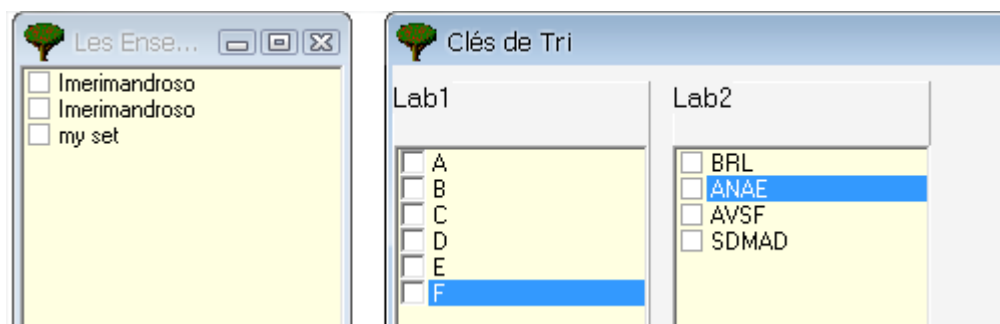 Les Ense...
Imerimandroso
Imerimandroso
my set
Clés de Tri
Lab1
A
B
C
D
E
F
Lab2
BRL
ANAE
AVSF
SDMAD